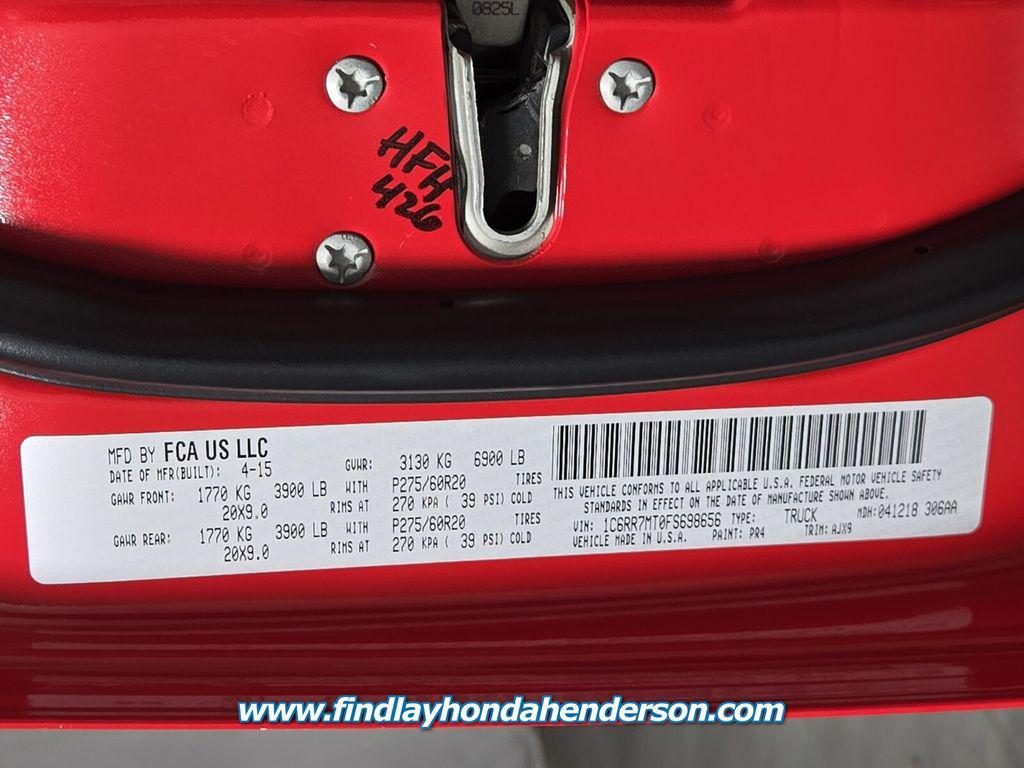 0825L
HFH
426
MFD BY FCA US LLC
DATE OF MFR(BUILT): 4-15 GVWR: 3130 KG 6900 LB
GAWR FRONT: 1770 KG 3900 LB WITH P275/60R20 TIRES
20X9.0 RIMS AT 270 KPA ( 39 PSI) COLD
GAWR REAR: 1770 KG 3900 LB WITH P275/60R20 TIRES
20X9.0 RIMS AT 270 KPA ( 39 PSI) COLD
THIS VEHICLE CONFORMS TO ALL APPLICABLE U.S.A. FEDERAL MOTOR VEHICLE SAFETY
STANDARDS IN EFFECT ON THE DATE OF MANUFACTURE SHOWN ABOVE.
VIN: 1C6RR7MT0FS698656 TYPE: TRUCK MDH: 041218 306AA
VEHICLE MADE IN U.S.A. PAINT: PR4 TRIM: AJX9
www.findlayhondahenderson.com